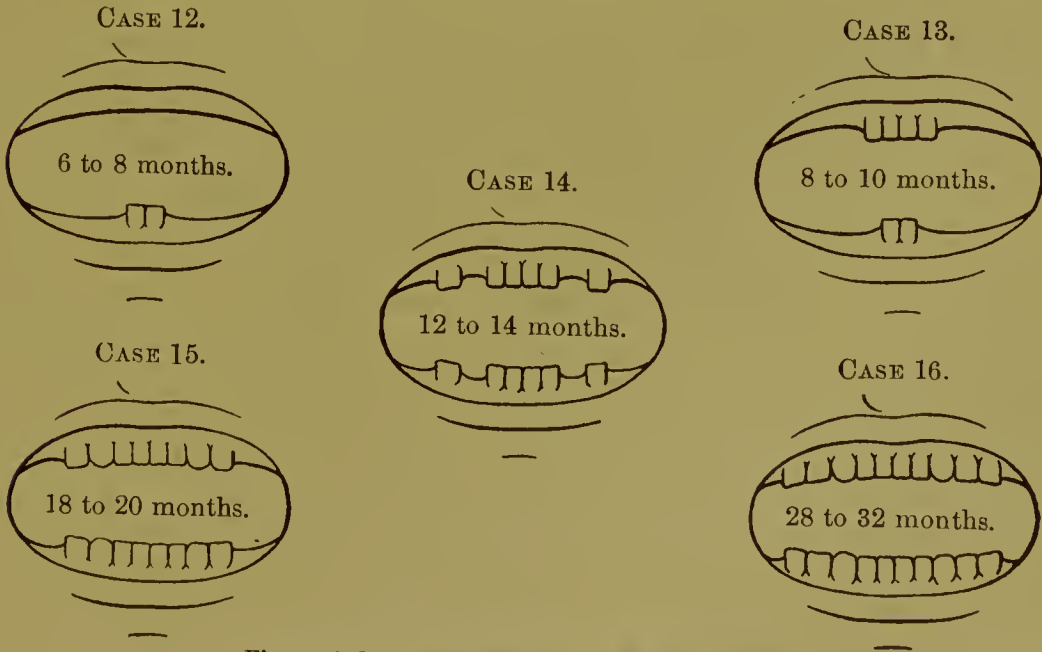 CASE 12.
6 to 8 months.
CASE 13.
8 to 10 months.
CASE 14.
12 to 14 months.
CASE 15.
18 to 20 months.
CASE 16.
28 to 32 months.